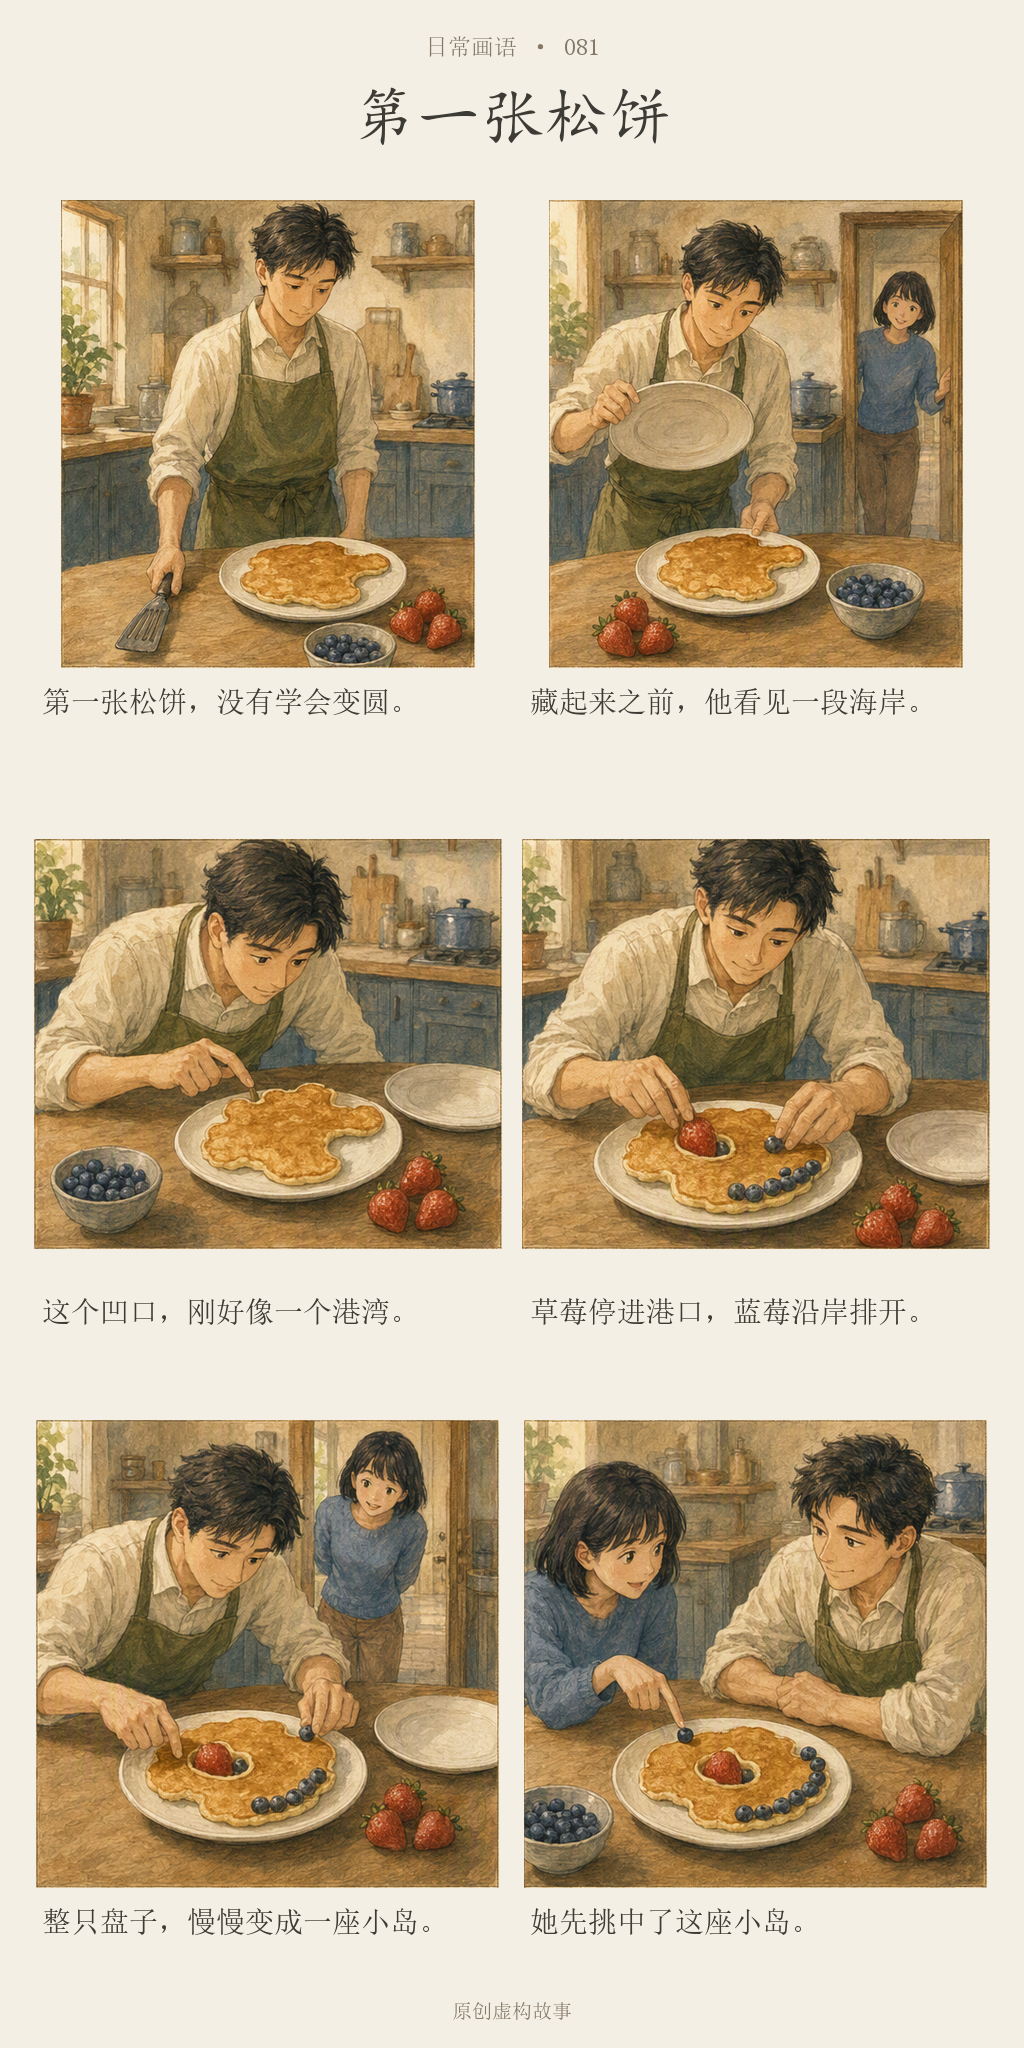 日常画语 • 081
第一张松饼
第一张松饼，没有学会变圆。
藏起来之前，他看见一段海岸。
这个凹口，刚好像一个港湾。
草莓停进港口，蓝莓沿岸排开。
整只盘子，慢慢变成一座小岛。
她先挑中了这座小岛。
原创虚构故事